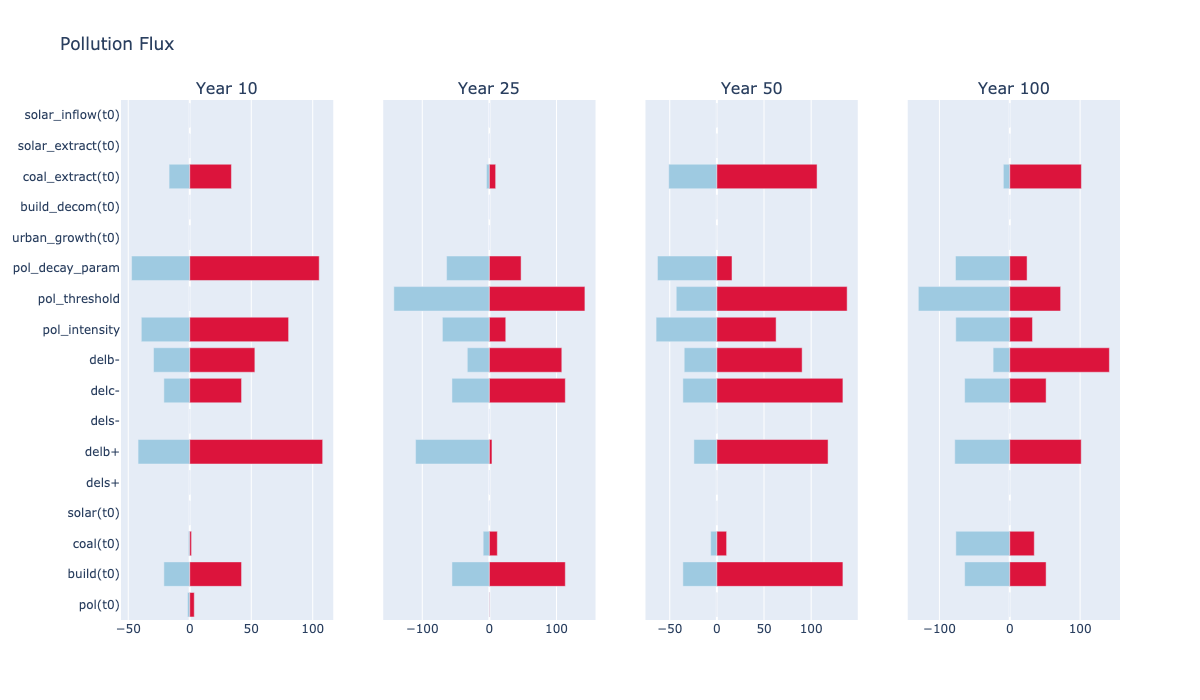 Pollution Flux
Year 10
Year 25
Year 50
Year 100
solar_inflow(t0)
solar_extract(t0)
coal_extract(t0)
build_decom(t0)
urban_growth(t0)
pol_decay_param
pol_threshold
pol_intensity
delb-
delc-
dels-
delb+
dels+
solar(t0)
coal(t0)
build(t0)
pol(t0)
−50 0 50 100
−100 0 100
−50 0 50 100
−100 0 100